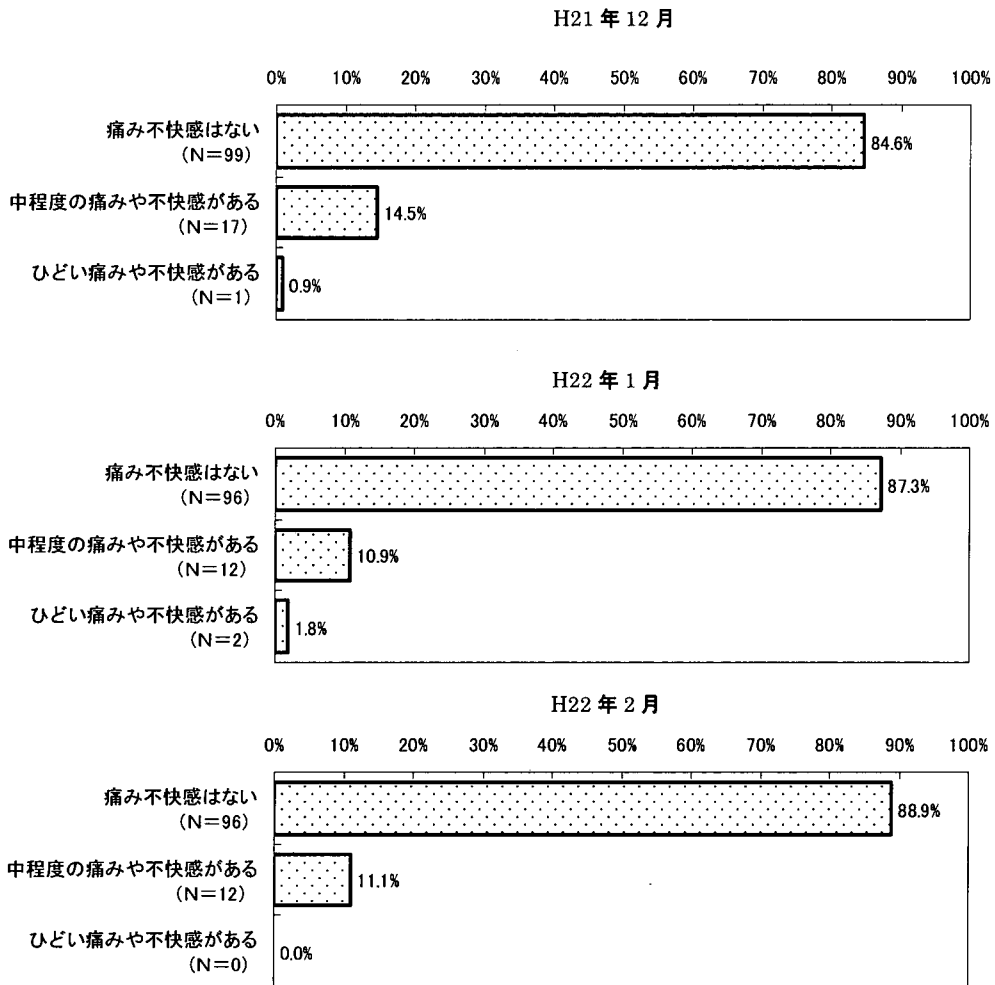 H21 年 12 月
0% 10% 20% 30% 40% 50% 60% 70% 80% 90% 100%
痛み不快感はない
(N=99)
84.6%
中程度の痛みや不快感がある
(N=17)
14.5%
ひどい痛みや不快感がある
(N=1)
0.9%
H22 年 1 月
0% 10% 20% 30% 40% 50% 60% 70% 80% 90% 100%
痛み不快感はない
(N=96)
87.3%
中程度の痛みや不快感がある
(N=12)
10.9%
ひどい痛みや不快感がある
(N=2)
1.8%
H22 年 2 月
0% 10% 20% 30% 40% 50% 60% 70% 80% 90% 100%
痛み不快感はない
(N=96)
88.9%
中程度の痛みや不快感がある
(N=12)
11.1%
ひどい痛みや不快感がある
(N=0)
0.0%